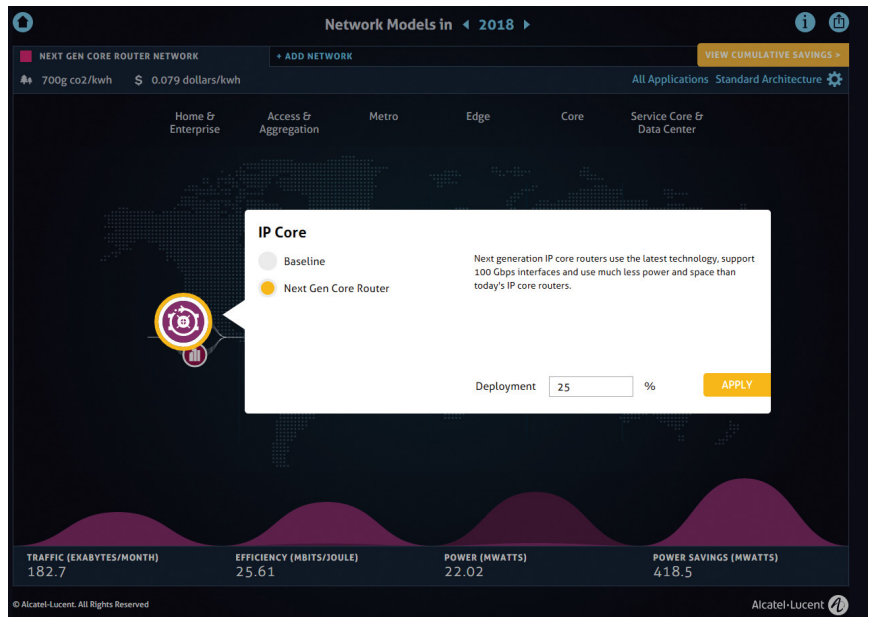 Network Models in 2018
NEXT GEN CORE ROUTER NETWORK
+ ADD NETWORK
VIEW CUMULATIVE SAVINGS >
700g co2/kwh
$ 0.079 dollars/kwh
All Applications Standard Architecture
Home &
Enterprise
Access &
Aggregation
Metro
Edge
Core
Service Core &
Data Center
IP Core
Baseline
Next Gen Core Router
Next generation IP core routers use the latest technology, support
100 Gbps interfaces and use much less power and space than
today's IP core routers.
Deployment 25 %
APPLY
TRAFFIC (EXABYTES/MONTH)
182.7
EFFICIENCY (MBITS/JOULE)
25.61
POWER (MWATTS)
22.02
POWER SAVINGS (MWATTS)
418.5
© Alcatel-Lucent. All Rights Reserved
Alcatel·Lucent